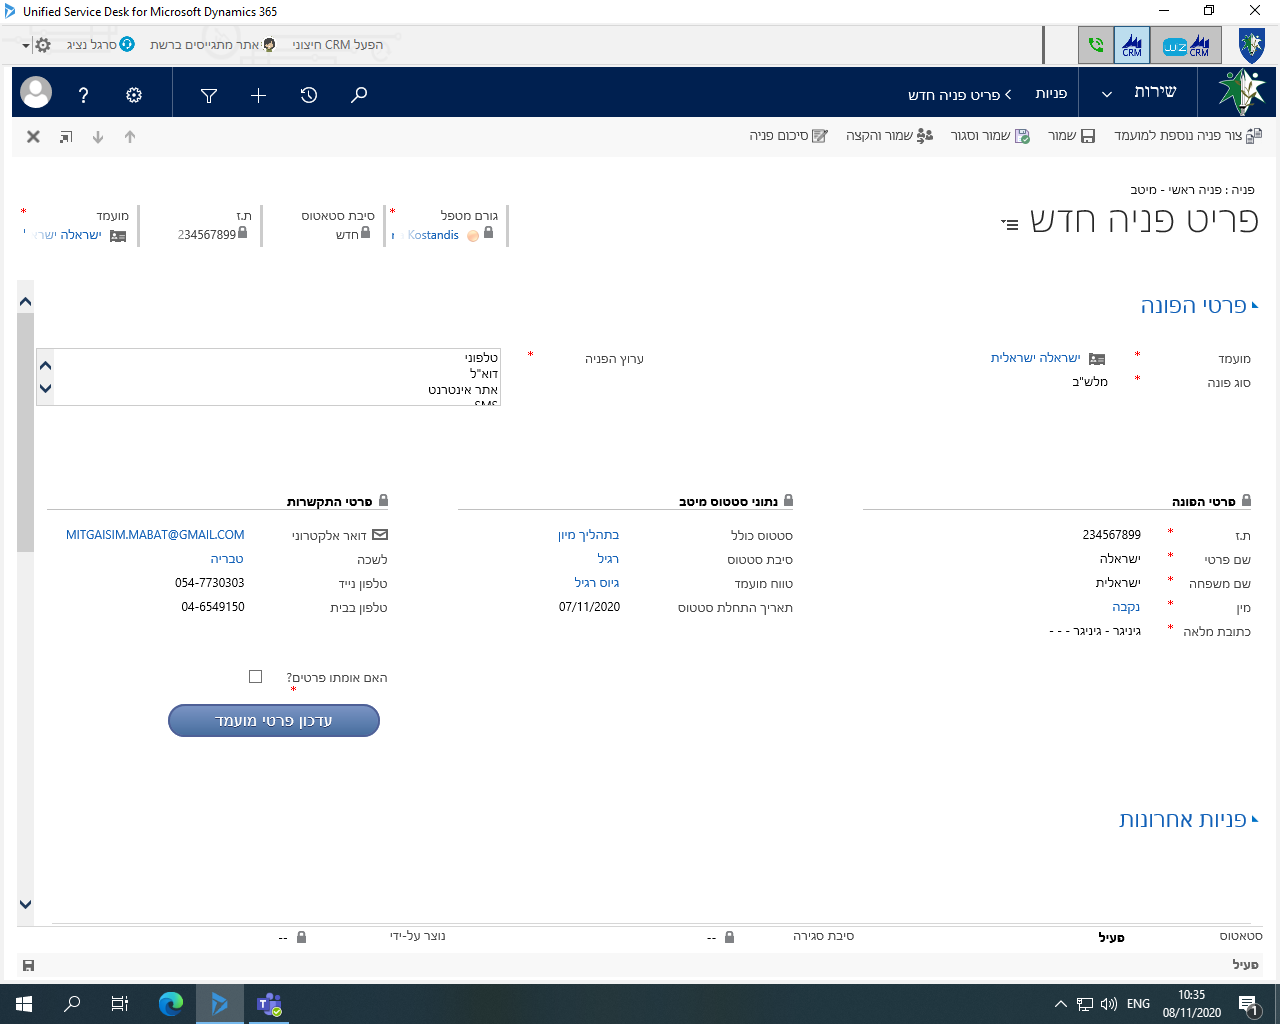 Unified Service Desk for Microsoft Dynamics 365
הפעל CRM חיצוני
אתר מתגייסים ברשת
סרגל נציג
CRM
wiz CRM
שירות
פניות
פריט פניה חדש
צור פניה נוספת למועמד
שמור
שמור וסגור
שמור והקצה
סיכום פניה
פניה : פניה ראשי - מיטב
פריט פניה חדש
גורם מטפל *
Kostandis
סיבת סטאטוס
חדש
ת.ז
234567899
מועמד *
ישראלה
פרטי הפונה
מועמד * ישראלה ישראלית
סוג פונה * מלש"ב
ערוץ הפניה *
טלפוני
דוא"ל
אתר אינטרנט
SMS
פרטי הפונה
ת.ז * 234567899
שם פרטי * ישראלה
שם משפחה * ישראלית
מין * נקבה
כתובת מלאה * גיניגר - גיניגר - - -
נתוני סטטוס מיטב
סטטוס כולל בתהליך מיון
סיבת סטטוס רגיל
טווח מועמד גיוס רגיל
תאריך התחלת סטטוס 07/11/2020
פרטי התקשרות
דואר אלקטרוני MITGAISIM.MABAT@GMAIL.COM
לשכה טבריה
טלפון נייד 054-7730303
טלפון בבית 04-6549150
האם אומתו פרטים? *
עדכון פרטי מועמד
פניות אחרונות
סטאטוס פעיל
סיבת סגירה --
נוצר על-ידי --
פעיל
ENG
10:35
08/11/2020
1